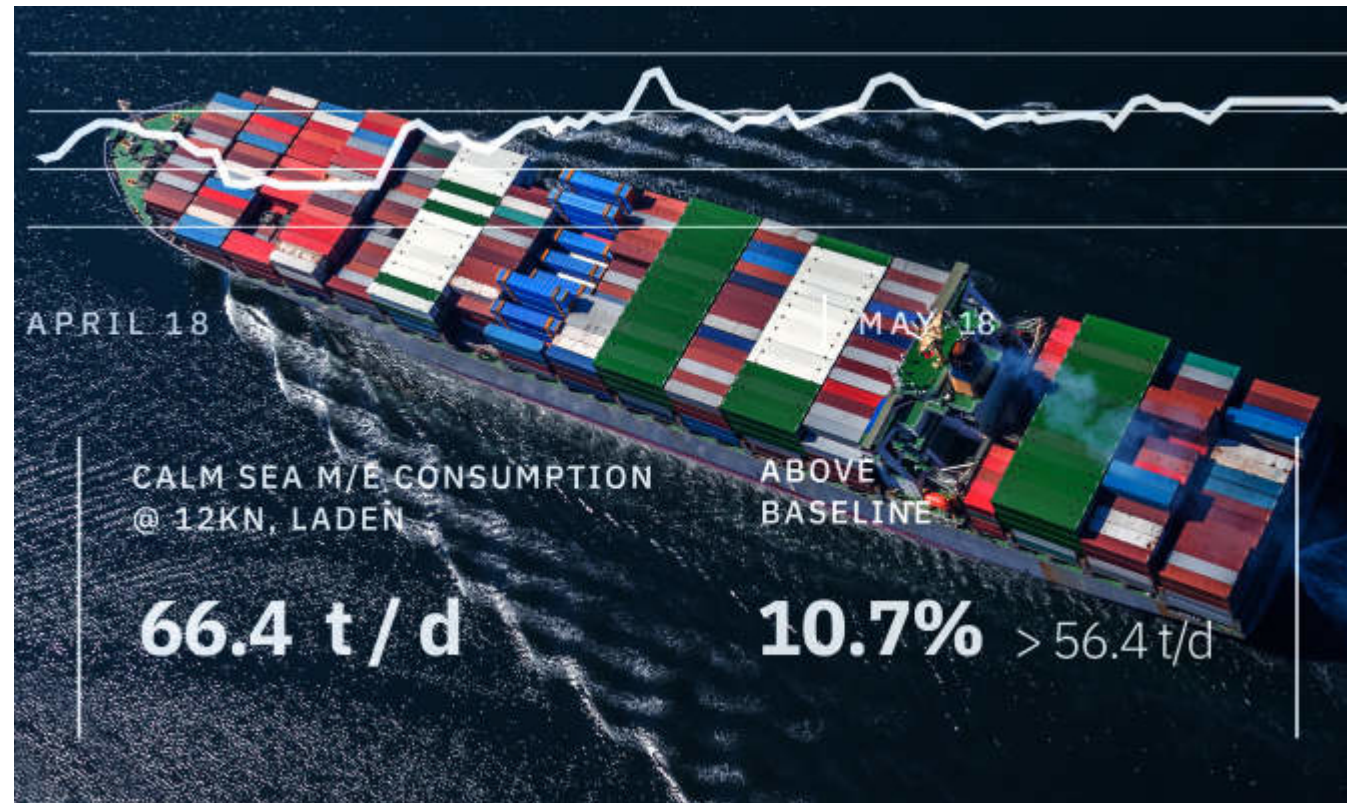 APRIL 18
MAY 18
CALM SEA M/E CONSUMPTION
@ 12KN, LADEN
ABOVE
BASELINE
66.4 t/d
10.7% > 56.4 t/d